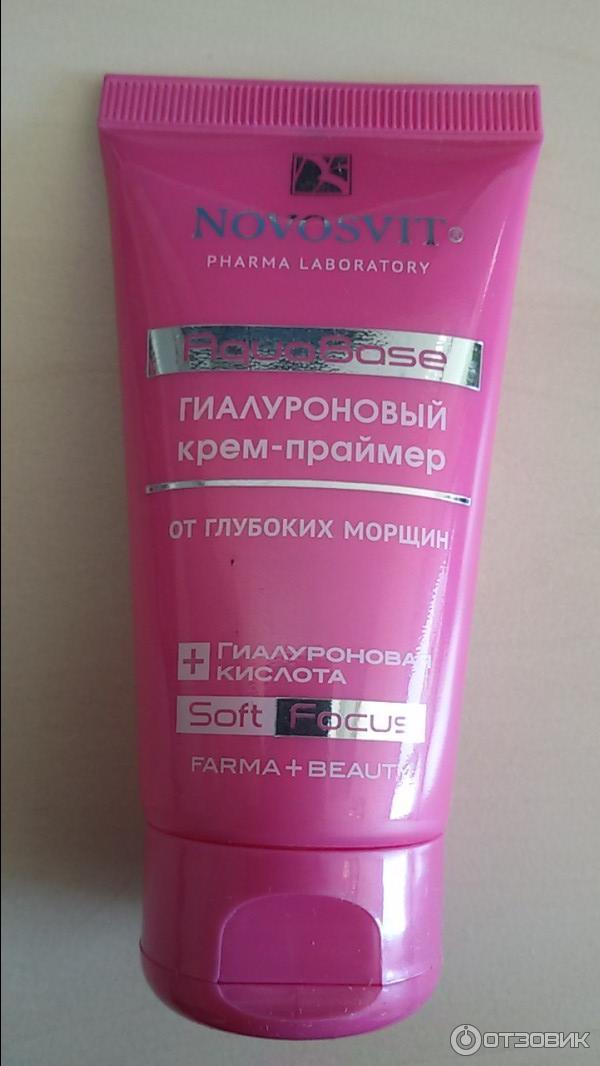 NOVOSVIT®
PHARMA LABORATORY
AquaBase
ГИАЛУРОНОВЫЙ
крем-праймер
ОТ ГЛУБОКИХ МОРЩИН
+ ГИАЛУРОНОВАЯ
КИСЛОТА
Soft Focus
FARMA + BEAUTY
ОТЗОВИК